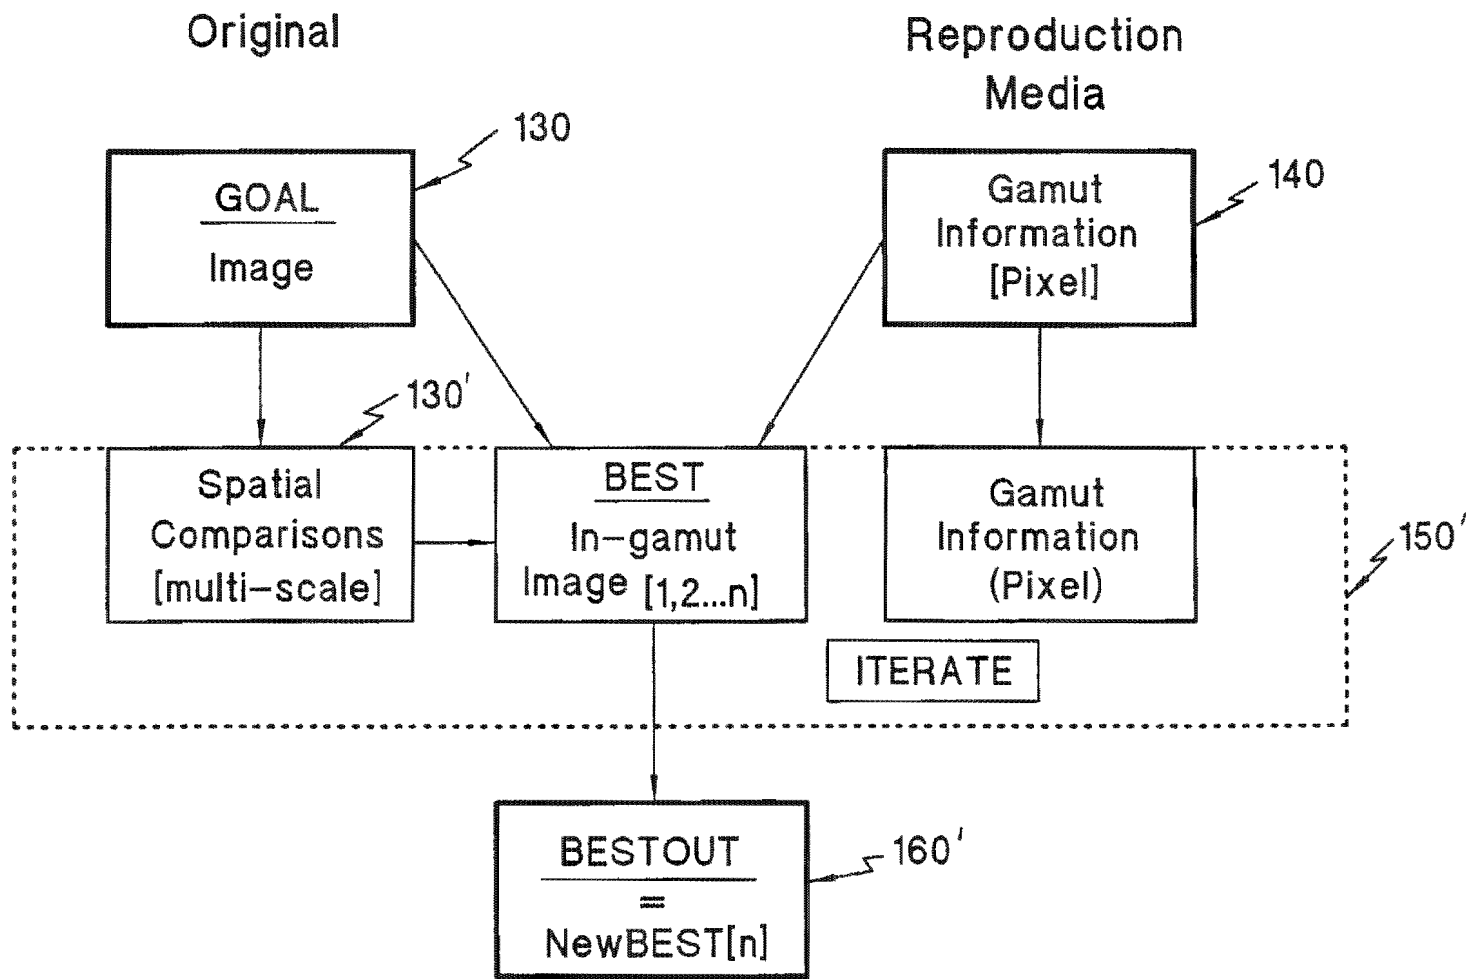 Original
Reproduction
Media
130
GOAL
Image
Gamut
Information
[Pixel]
140
130'
Spatial
Comparisons
[multi-scale]
BEST
In-gamut
Image [1,2...n]
Gamut
Information
(Pixel)
150'
ITERATE
BESTOUT
=
NewBEST[n]
160'